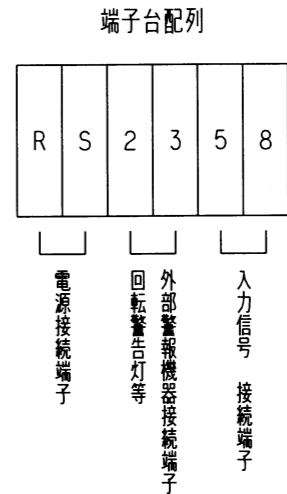 端子台配列
R S 2 3 5 8
電源接続端子
外部警報機器接続端子
回転警告灯等
入力信号 接続端子